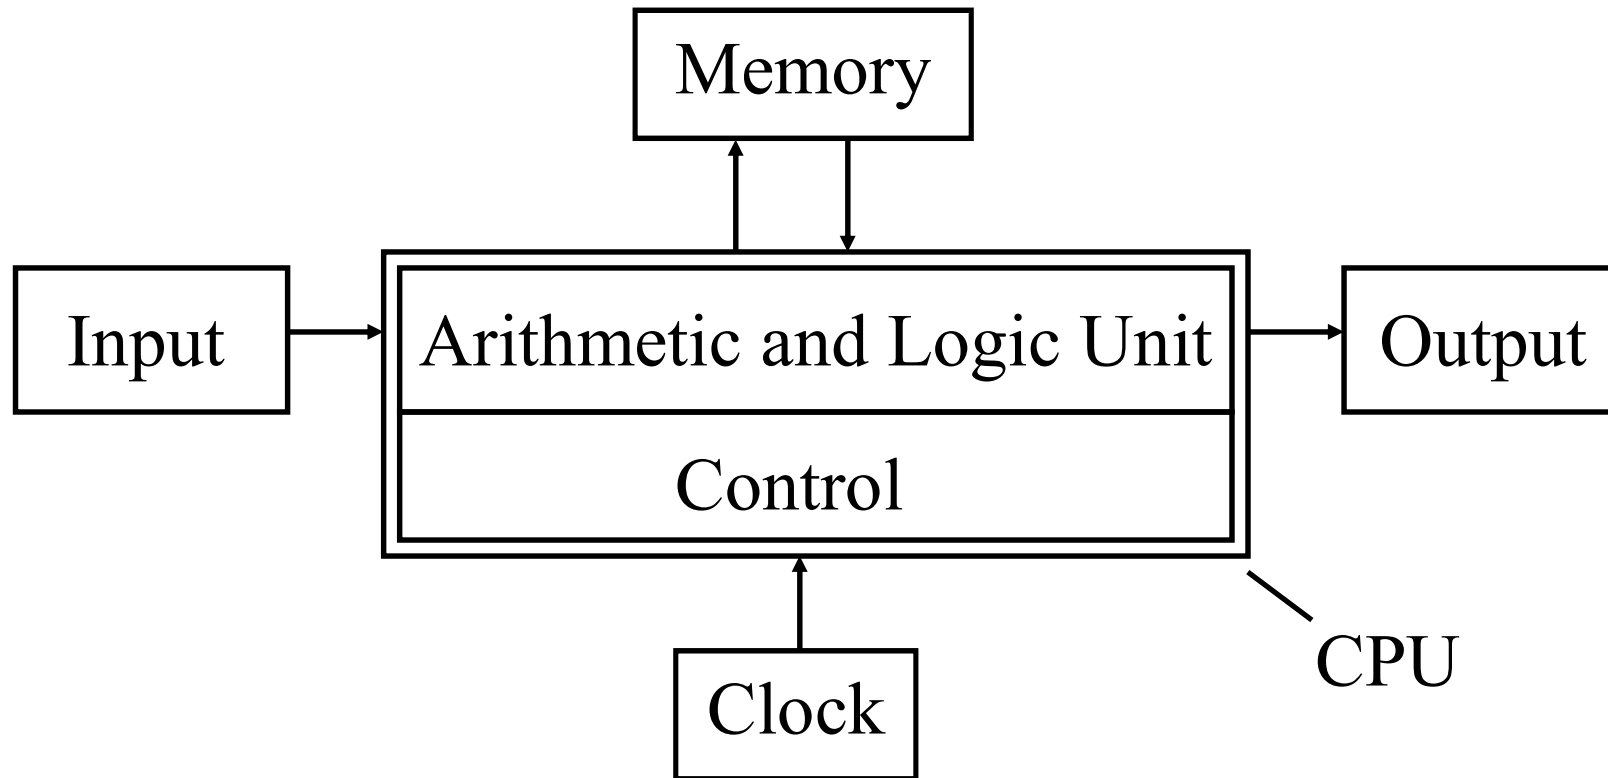 Memory
Input
Arithmetic and Logic Unit
Output
Control
CPU
Clock